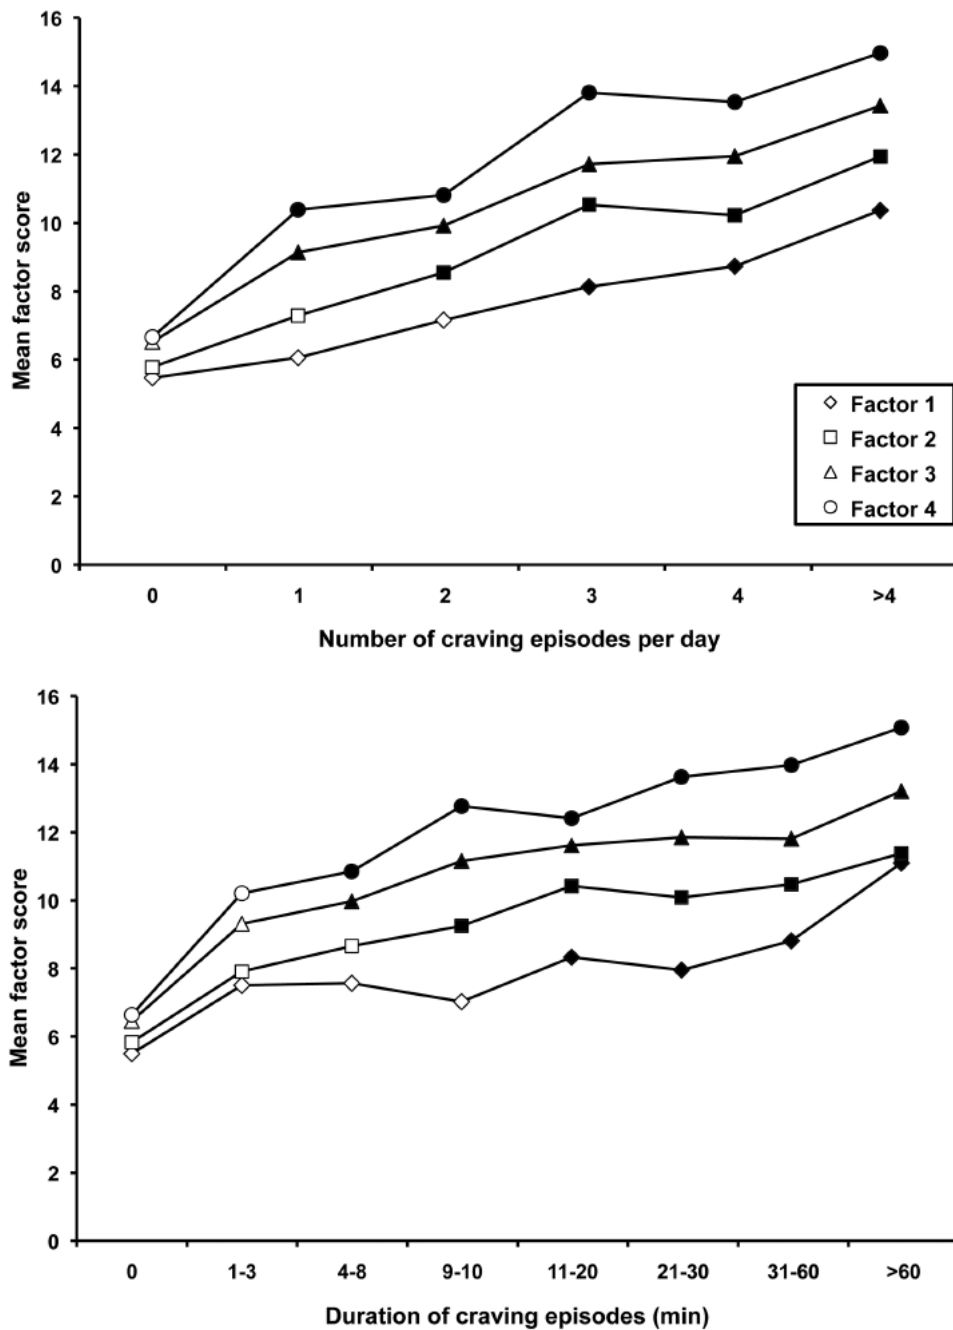 16
14
12
10
8
6
4
2
0
Mean factor score
Factor 1
Factor 2
Factor 3
Factor 4
0 1 2 3 4 >4
Number of craving episodes per day
16
14
12
10
8
6
4
2
0
Mean factor score
0 1-3 4-8 9-10 11-20 21-30 31-60 >60
Duration of craving episodes (min)